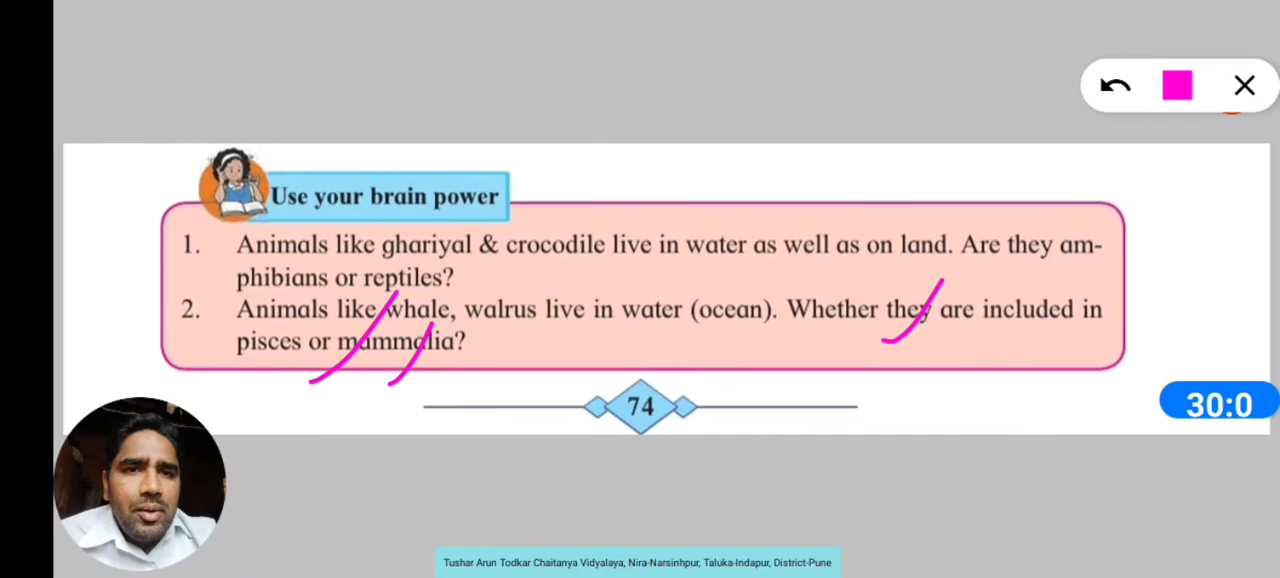 Use your brain power
1. Animals like ghariyal & crocodile live in water as well as on land. Are they am-
phibians or reptiles?
2. Animals like whale, walrus live in water (ocean). Whether they are included in
pisces or mammalia?
74
30:0
Tushar Arun Todkar Chaitanya Vidyalaya, Nira-Narsinhpur, Taluka-Indapur, District-Pune